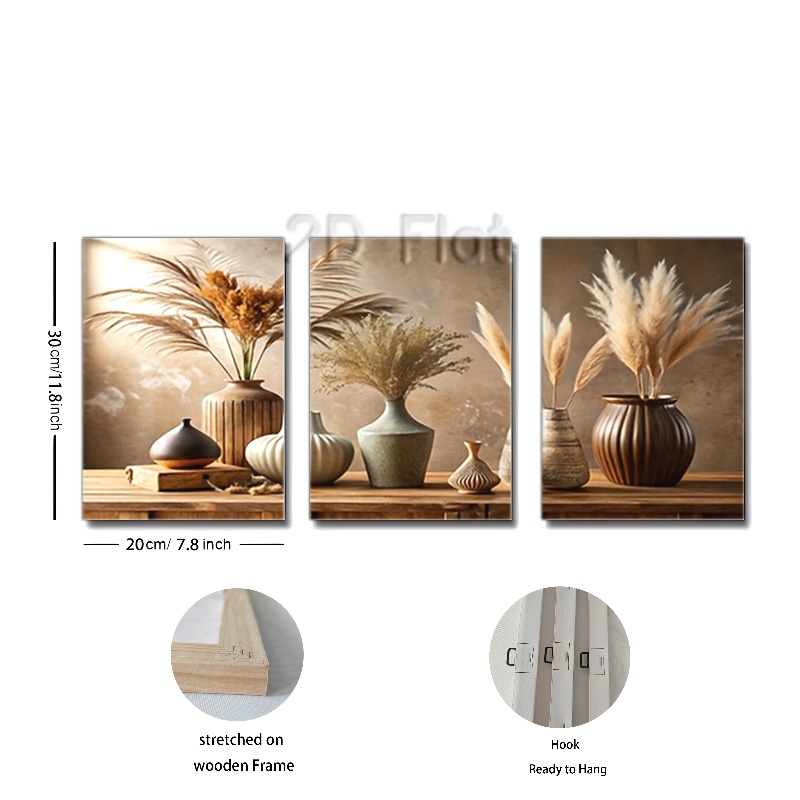 2D Flat
30cm/11.8inch
20cm/ 7.8 inch
stretched on
wooden Frame
Hook
Ready to Hang